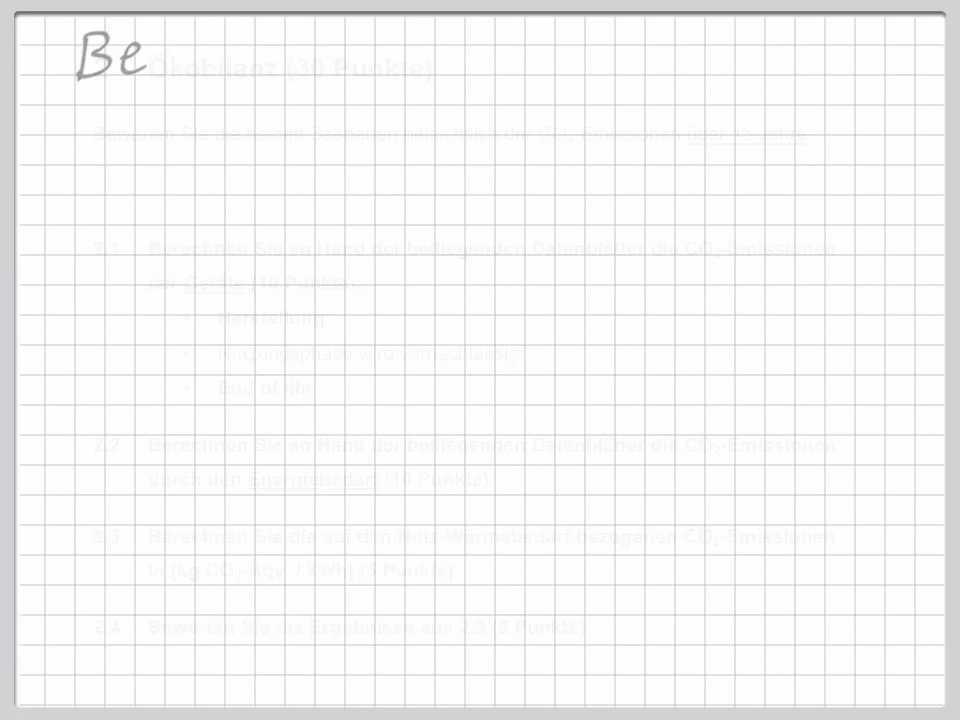 Be
Ökobilanz (30 Punkte)
Bewerten Sie die beiden Szenarien hinsichtlich der CO₂-Emissionen über 15 Jahre.
2.1 Berechnen Sie an Hand der beiliegenden Datenblätter die CO₂-Emissionen
der Geräte (10 Punkte):
• Herstellung
• Nutzungsphase wird vernachlässigt
• End of life
2.2 Berechnen Sie an Hand der beiliegenden Datenblätter die CO₂-Emissionen
durch den Energiebedarf (10 Punkte)
2.3 Berechnen Sie die auf den Nutz-Wärmebedarf bezogenen CO₂-Emissionen
in (kg CO₂-Äqv. / kWh) (5 Punkte)
2.4 Bewerten Sie die Ergebnisse aus 2.3 (5 Punkte)